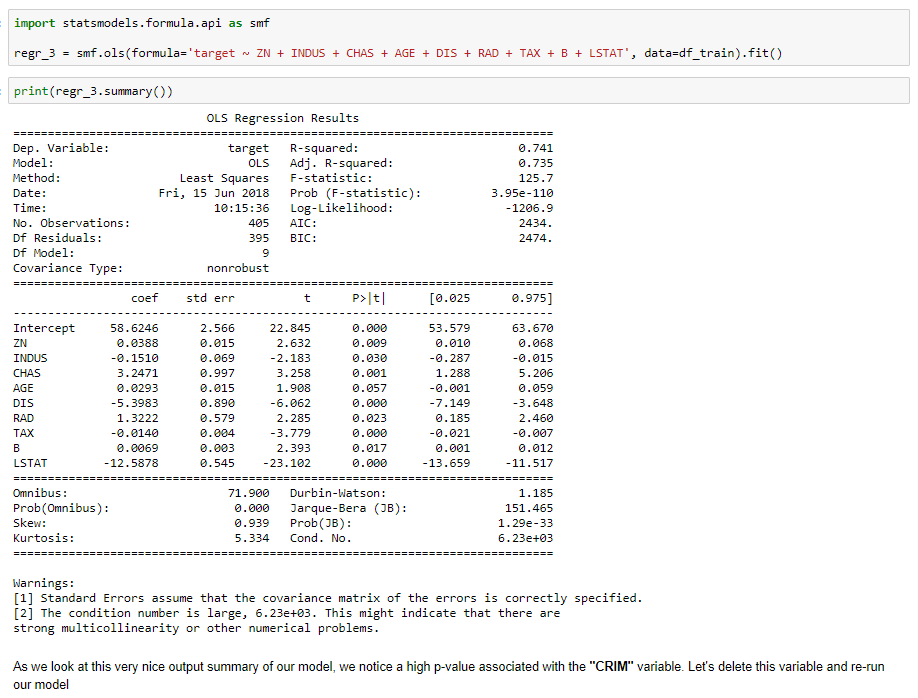 import statsmodels.formula.api as smf
regr_3 = smf.ols(formula='target ~ ZN + INDUS + CHAS + AGE + DIS + RAD + TAX + B + LSTAT', data=df_train).fit()
print(regr_3.summary())
OLS Regression Results
==============================================================================
Dep. Variable: target R-squared: 0.741
Model: OLS Adj. R-squared: 0.735
Method: Least Squares F-statistic: 125.7
Date: Fri, 15 Jun 2018 Prob (F-statistic): 3.95e-110
Time: 10:15:36 Log-Likelihood: -1206.9
No. Observations: 405 AIC: 2434.
Df Residuals: 395 BIC: 2474.
Df Model: 9
Covariance Type: nonrobust
==============================================================================
coef std err t P>|t| [0.025 0.975]
------------------------------------------------------------------------------
Intercept 58.6246 2.566 22.845 0.000 53.579 63.670
ZN 0.0388 0.015 2.632 0.009 0.010 0.068
INDUS -0.1510 0.069 -2.183 0.030 -0.287 -0.015
CHAS 3.2471 0.997 3.258 0.001 1.288 5.206
AGE 0.0293 0.015 1.908 0.057 -0.001 0.059
DIS -5.3983 0.890 -6.062 0.000 -7.149 -3.648
RAD 1.3222 0.579 2.285 0.023 0.185 2.460
TAX -0.0140 0.004 -3.779 0.000 -0.021 -0.007
B 0.0069 0.003 2.393 0.017 0.001 0.012
LSTAT -12.5878 0.545 -23.102 0.000 -13.659 -11.517
==============================================================================
Omnibus: 71.900 Durbin-Watson: 1.185
Prob(Omnibus): 0.000 Jarque-Bera (JB): 151.465
Skew: 0.939 Prob(JB): 1.29e-33
Kurtosis: 5.334 Cond. No. 6.23e+03
==============================================================================
Warnings:
[1] Standard Errors assume that the covariance matrix of the errors is correctly specified.
[2] The condition number is large, 6.23e+03. This might indicate that there are
strong multicollinearity or other numerical problems.
As we look at this very nice output summary of our model, we notice a high p-value associated with the "CRIM" variable. Let's delete this variable and re-run
our model